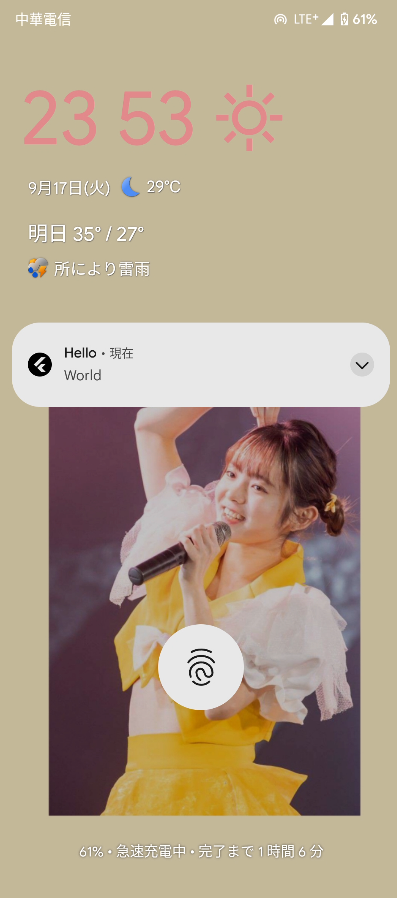 中華電信 LTE+ 61%
23 53
9月17日(火) 29°C
明日 35° / 27°
所により雷雨
Hello • 現在
World
61% • 急速充電中 • 完了まで 1 時間 6 分